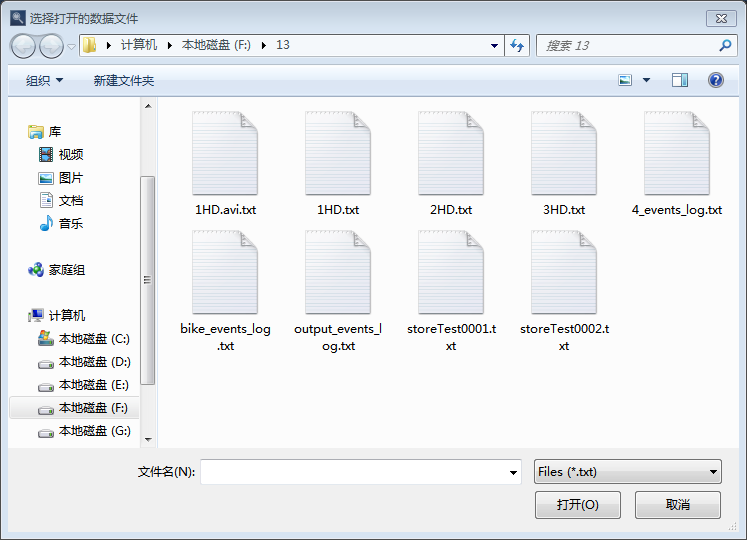 选择打开的数据文件
计算机 本地磁盘 (F:) 13
搜索 13
组织 新建文件夹
库
视频
图片
文档
音乐
家庭组
计算机
本地磁盘 (C:)
本地磁盘 (D:)
本地磁盘 (E:)
本地磁盘 (F:)
本地磁盘 (G:)
1HD.avi.txt
1HD.txt
2HD.txt
3HD.txt
4_events_log.txt
bike_events_log
.txt
output_events_l
og.txt
storeTest0001.t
xt
storeTest0002.t
xt
文件名(N):
Files (*.txt)
打开(O)
取消